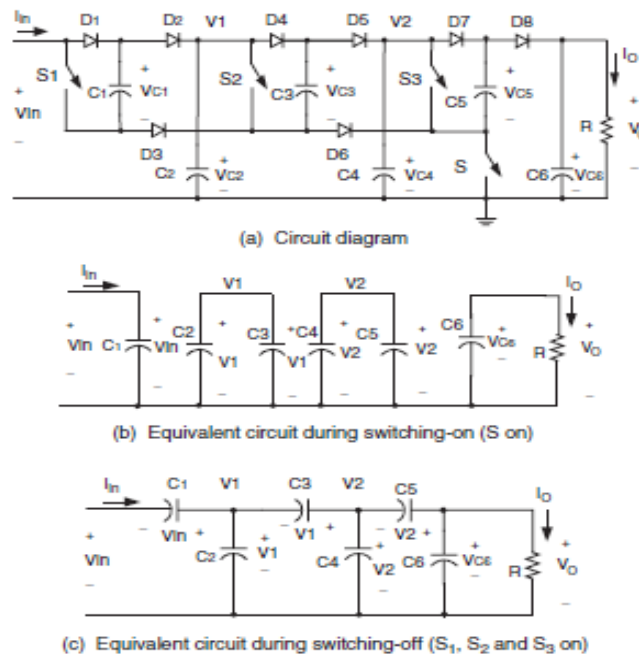 Iin D1 D2 V1 D4 D5 V2 D7 D8
S1 S2 S3 IO
+ C1 + VC1 − C3 + VC3 − C5 + VC5 −
Vin R
− D3 D6 S
C2 + VC2 − C4 + VC4 − C6 + VC6 −
(a) Circuit diagram
Iin V1 V2 IO
+ Vin − C1 + Vin − C2 + V1 − C3 + V1 − C4 + V2 − C5 + V2 − C6 + VC6 − R + VO −
(b) Equivalent circuit during switching-on (S on)
Iin C1 V1 C3 V2 C5 IO
− Vin + − V1 + − V2 +
+ Vin − C2 + V1 − C4 + V2 − C6 + VC6 − R + VO −
(c) Equivalent circuit during switching-off (S1, S2 and S3 on)